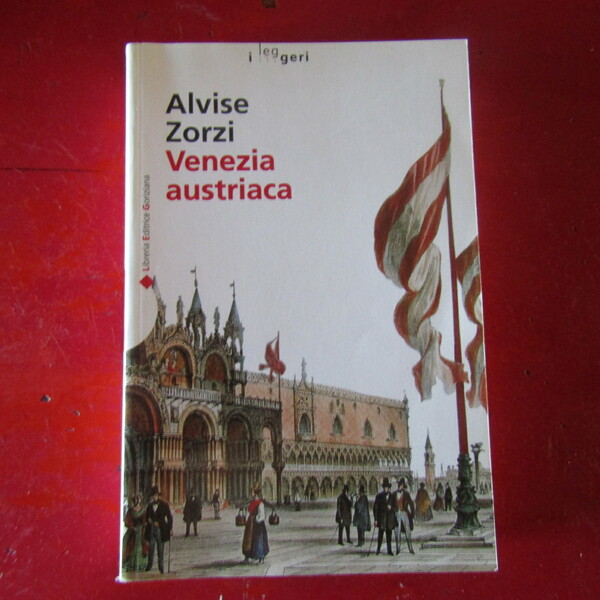 i leggeri
Alvise
Zorzi
Venezia
austriaca
Libreria Editrice Goriziana